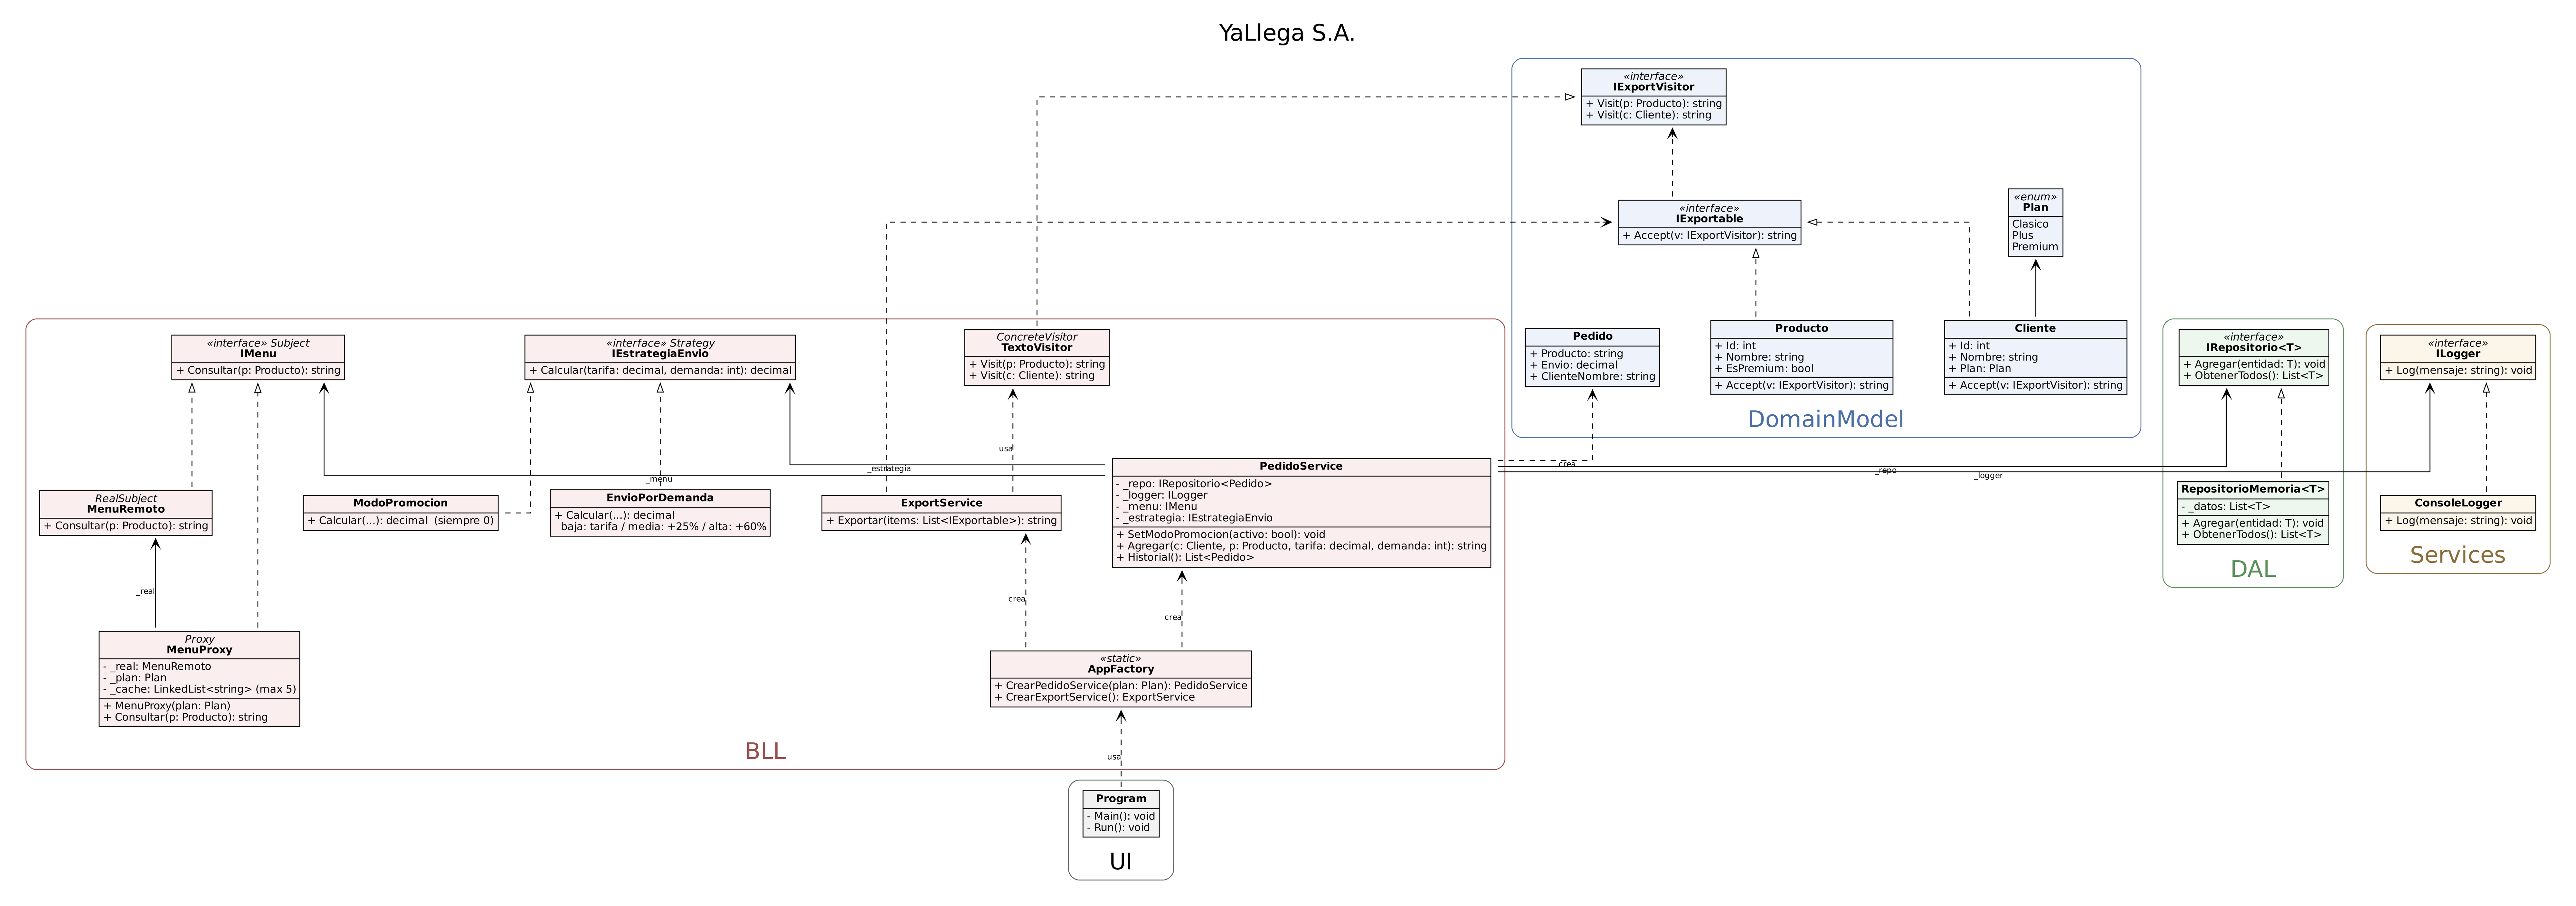 YaLlega S.A.
«interface»
IExportVisitor
+ Visit(p: Producto): string
+ Visit(c: Cliente): string
«interface»
IExportable
+ Accept(v: IExportVisitor): string
«enum»
Plan
Clasico
Plus
Premium
Pedido
+ Producto: string
+ Envio: decimal
+ ClienteNombre: string
Producto
+ Id: int
+ Nombre: string
+ EsPremium: bool
+ Accept(v: IExportVisitor): string
Cliente
+ Id: int
+ Nombre: string
+ Plan: Plan
+ Accept(v: IExportVisitor): string
DomainModel
«interface» Subject
IMenu
+ Consultar(p: Producto): string
«interface» Strategy
IEstrategiaEnvio
+ Calcular(tarifa: decimal, demanda: int): decimal
ConcreteVisitor
TextoVisitor
+ Visit(p: Producto): string
+ Visit(c: Cliente): string
«interface»
IRepositorio<T>
+ Agregar(entidad: T): void
+ ObtenerTodos(): List<T>
«interface»
ILogger
+ Log(mensaje: string): void
usa
_estrategia
_menu
crea
_repo
_logger
RealSubject
MenuRemoto
+ Consultar(p: Producto): string
ModoPromocion
+ Calcular(...): decimal (siempre 0)
EnvioPorDemanda
+ Calcular(...): decimal
baja: tarifa / media: +25% / alta: +60%
ExportService
+ Exportar(items: List<IExportable>): string
PedidoService
- _repo: IRepositorio<Pedido>
- _logger: ILogger
- _menu: IMenu
- _estrategia: IEstrategiaEnvio
+ SetModoPromocion(activo: bool): void
+ Agregar(c: Cliente, p: Producto, tarifa: decimal, demanda: int): string
+ Historial(): List<Pedido>
RepositorioMemoria<T>
- _datos: List<T>
+ Agregar(entidad: T): void
+ ObtenerTodos(): List<T>
DAL
ConsoleLogger
+ Log(mensaje: string): void
Services
_real
crea
crea
Proxy
MenuProxy
- _real: MenuRemoto
- _plan: Plan
- _cache: LinkedList<string> (max 5)
+ MenuProxy(plan: Plan)
+ Consultar(p: Producto): string
«static»
AppFactory
+ CrearPedidoService(plan: Plan): PedidoService
+ CrearExportService(): ExportService
BLL
usa
Program
- Main(): void
- Run(): void
UI